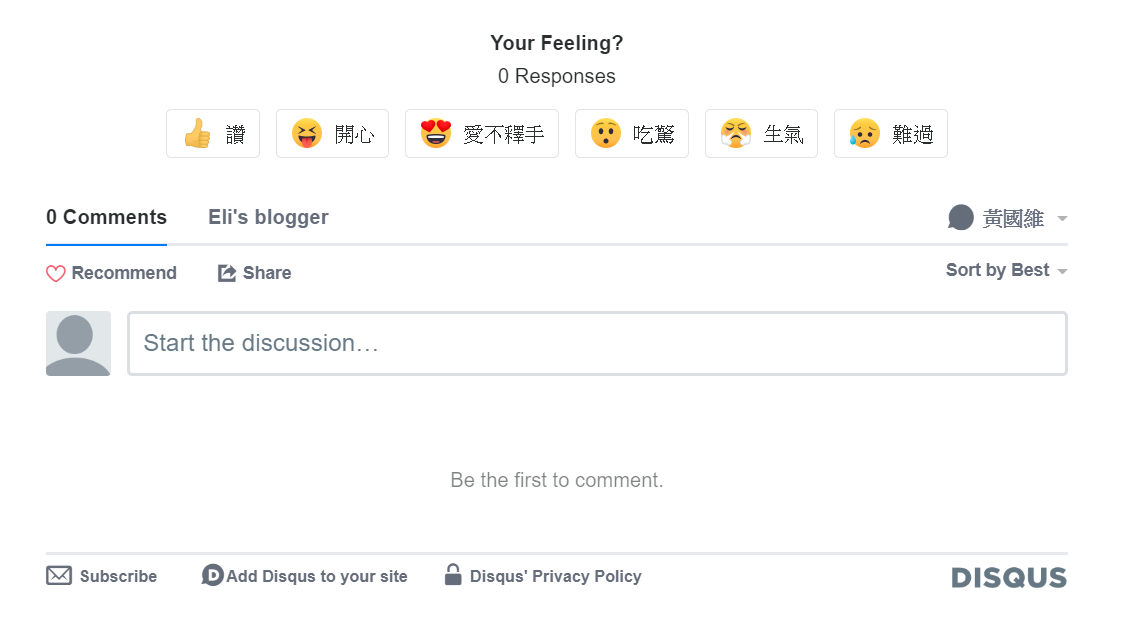 Your Feeling?
0 Responses
讚 開心 愛不釋手 吃驚 生氣 難過
0 Comments Eli's blogger 黃國維
Recommend Share Sort by Best
Start the discussion…
Be the first to comment.
Subscribe Add Disqus to your site Disqus' Privacy Policy DISQUS